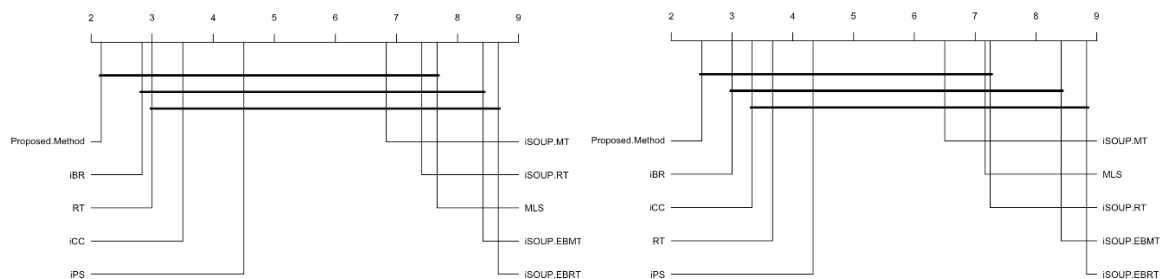 2 3 4 5 6 7 8 9
Proposed.Method
iBR
RT
iCC
iPS
iSOUP.MT
iSOUP.RT
MLS
iSOUP.EBMT
iSOUP.EBRT
2 3 4 5 6 7 8 9
Proposed.Method
iBR
iCC
RT
iPS
iSOUP.MT
MLS
iSOUP.RT
iSOUP.EBMT
iSOUP.EBRT